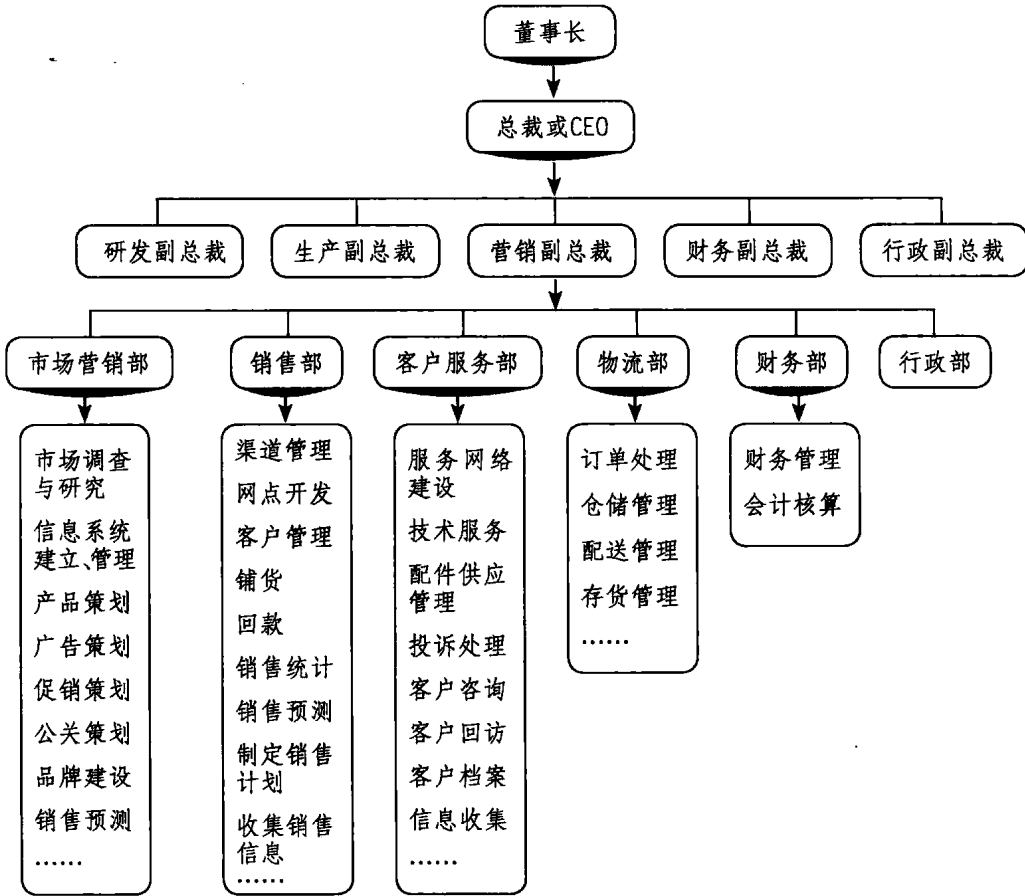 董事长
总裁或CEO
研发副总裁
生产副总裁
营销副总裁
财务副总裁
行政副总裁
市场营销部
销售部
客户服务部
物流部
财务部
行政部
市场调查
与研究
信息系统
建立、管理
产品策划
广告策划
促销策划
公关策划
品牌建设
销售预测
……
渠道管理
网点开发
客户管理
铺货
回款
销售统计
销售预测
制定销售
计划
收集销售
信息
……
服务网络
建设
技术服务
配件供应
管理
投诉处理
客户咨询
客户回访
客户档案
信息收集
……
订单处理
仓储管理
配送管理
存货管理
……
财务管理
会计核算